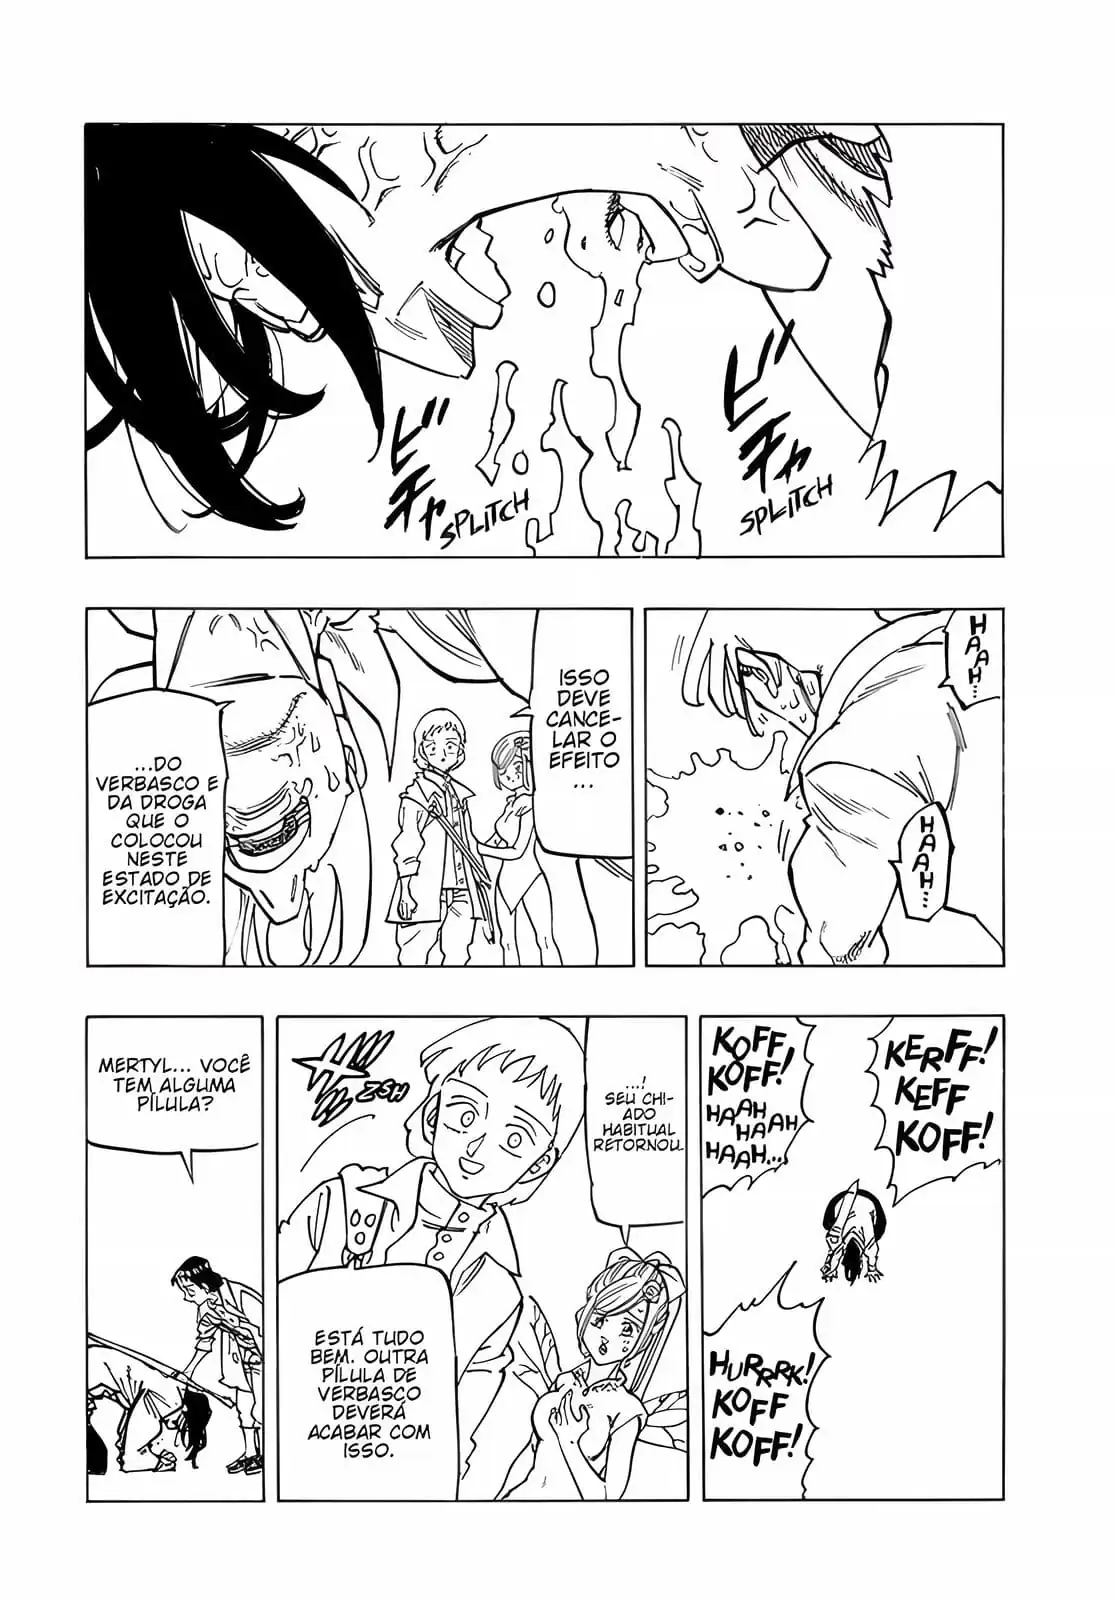 ビチャ
SPLITCH
ビチャ
SPLITCH
HAAH...
HAAH...
ISSO
DEVE
CANCE-
LAR O
EFEITO
...
...DO
VERBASCO E
DA DROGA
QUE O
COLOCOU
NESTE
ESTADO DE
EXCITAÇÃO.
KERFF!
KEFF
KOFF!
KOFF!
KOFF!
HAAH
HAAH
HAAH...
HURRRK!
KOFF
KOFF!
...!
SEU CHI-
ADO
HABITUAL
RETORNOU.
ZSH
ESTÁ TUDO
BEM. OUTRA
PÍLULA DE
VERBASCO
DEVERÁ
ACABAR COM
ISSO.
MERTYL... VOCÊ
TEM ALGUMA
PÍLULA?